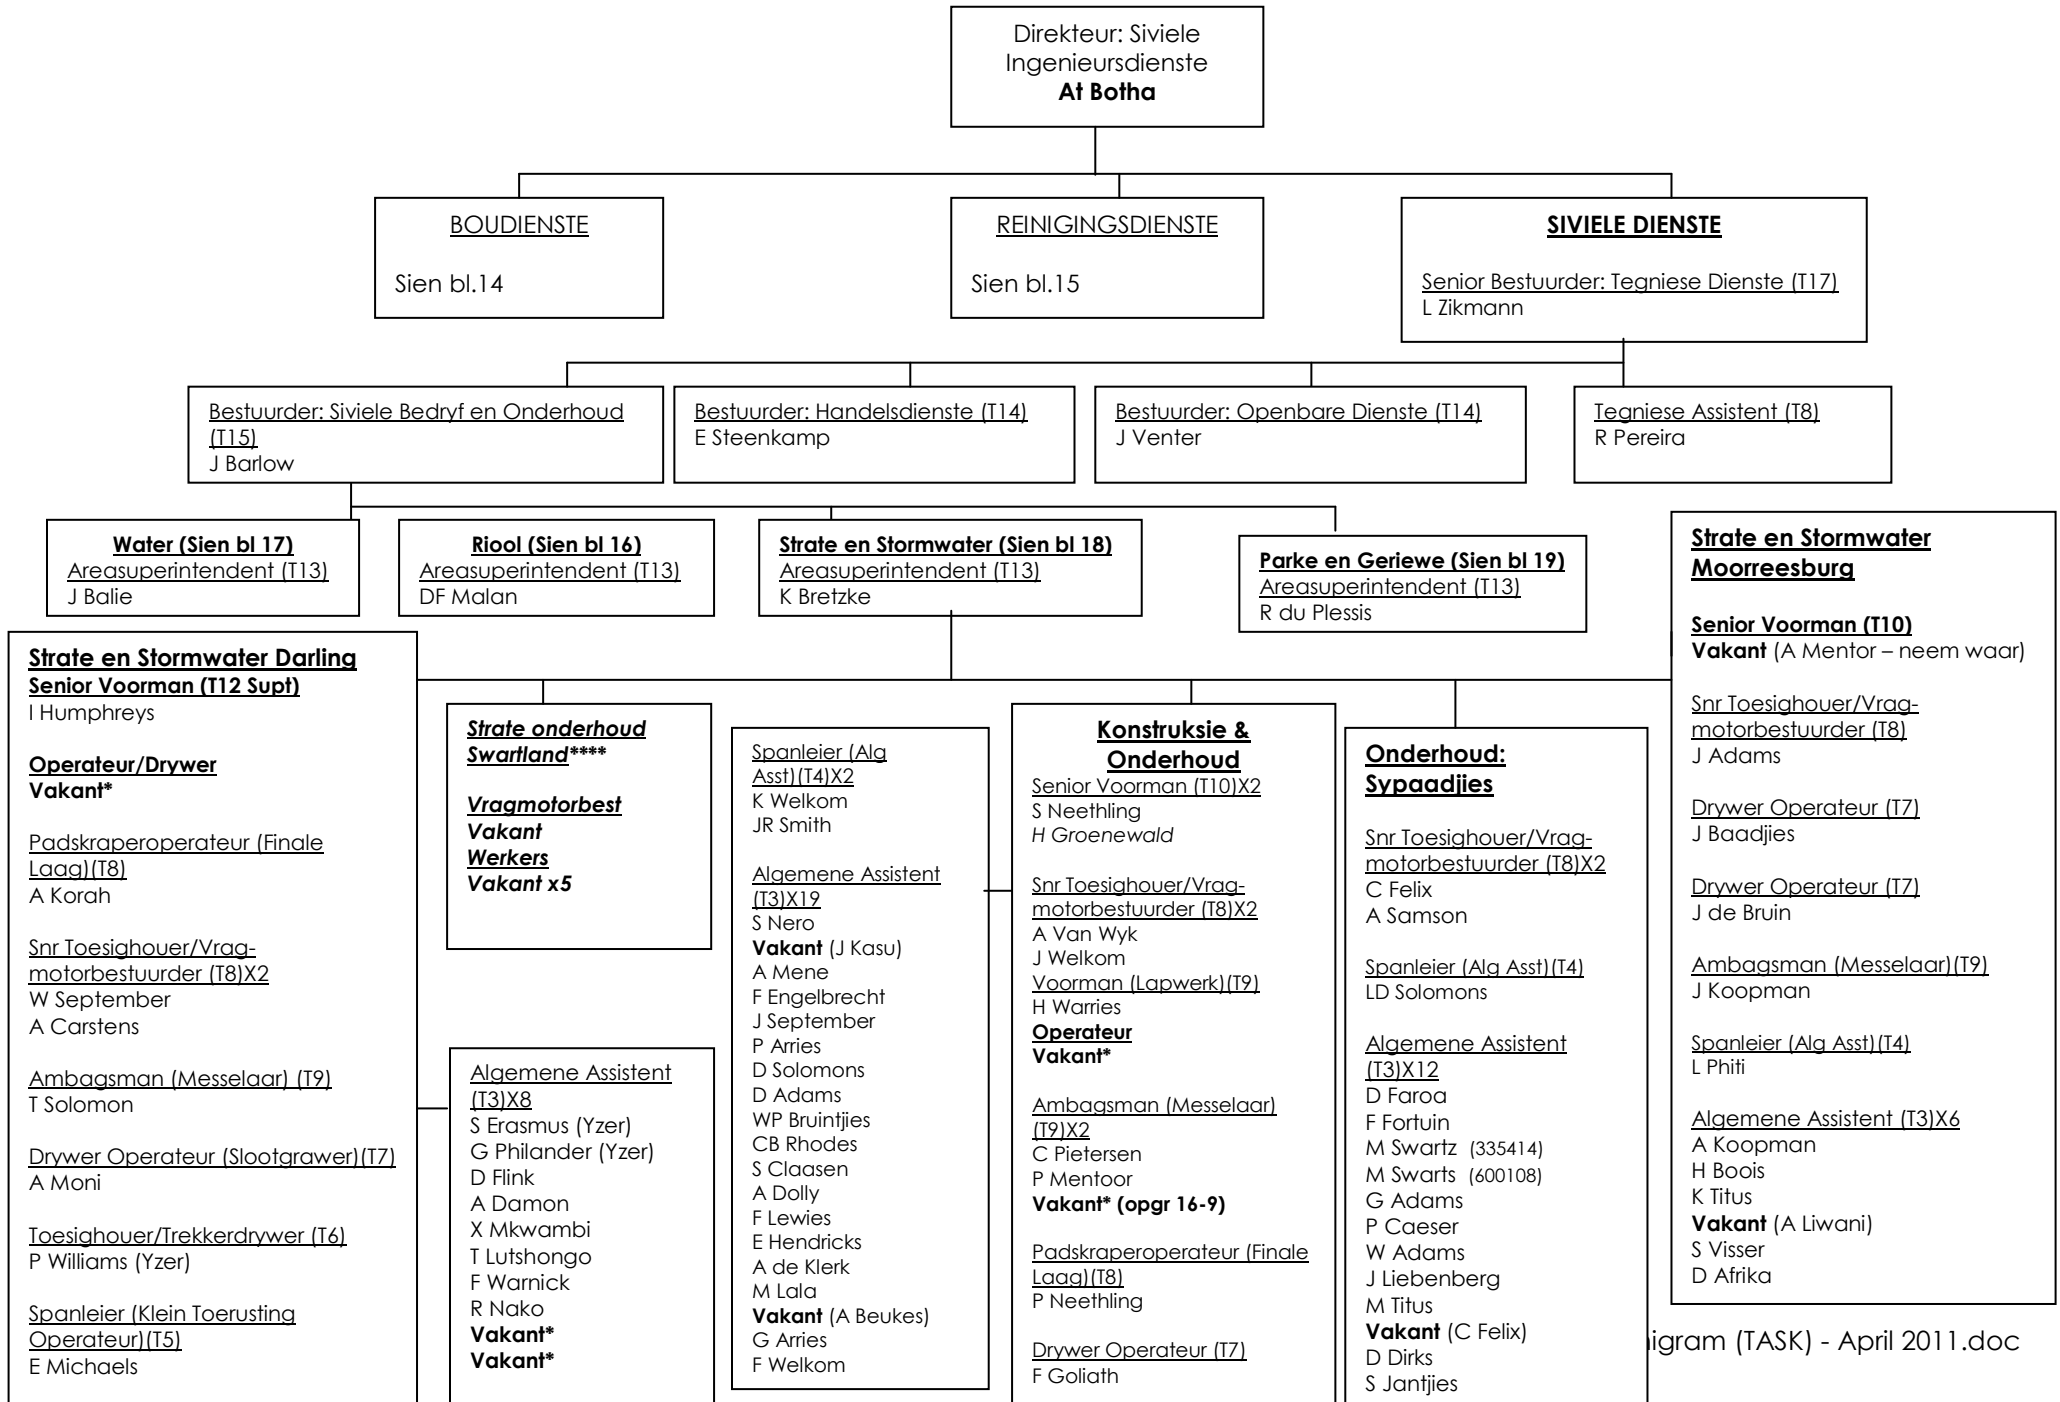 Direkteur: Siviele
Ingenieursdienste
At Botha
BOUDIENSTE
Sien bl.14
REINIGINGSDIENSTE
Sien bl.15
SIVIELE DIENSTE
Senior Bestuurder: Tegniese Dienste (T17)
L Zikmann
Bestuurder: Siviele Bedryf en Onderhoud
(T15)
J Barlow
Bestuurder: Handelsdienste (T14)
E Steenkamp
Bestuurder: Openbare Dienste (T14)
J Venter
Tegniese Assistent (T8)
R Pereira
Water (Sien bl 17)
Areasuperintendent (T13)
J Balie
Riool (Sien bl 16)
Areasuperintendent (T13)
DF Malan
Strate en Stormwater (Sien bl 18)
Areasuperintendent (T13)
K Bretzke
Parke en Geriewe (Sien bl 19)
Areasuperintendent (T13)
R du Plessis
Strate en Stormwater Darling
Senior Voorman (T12 Supt)
I Humphreys
Operateur/Drywer
Vakant*
Padskraperoperateur (Finale
Laag)(T8)
A Korah
Snr Toesighouer/Vrag-
motorbestuurder (T8)X2
W September
A Carstens
Ambagsman (Messelaar) (T9)
T Solomon
Drywer Operateur (Slootgrawer)(T7)
A Moni
Toesighouer/Trekkerdrywer (T6)
P Williams (Yzer)
Spanleier (Klein Toerusting
Operateur)(T5)
E Michaels
Strate onderhoud
Swartland****
Vragmotorbest
Vakant
Werkers
Vakant x5
Algemene Assistent
(T3)X8
S Erasmus (Yzer)
G Philander (Yzer)
D Flink
A Damon
X Mkwambi
T Lutshongo
F Warnick
R Nako
Vakant*
Vakant*
Spanleier (Alg
Asst)(T4)X2
K Welkom
JR Smith
Algemene Assistent
(T3)X19
S Nero
Vakant (J Kasu)
A Mene
F Engelbrecht
J September
P Arries
D Solomons
D Adams
WP Bruintjies
CB Rhodes
S Claasen
A Dolly
F Lewies
E Hendricks
A de Klerk
M Lala
Vakant (A Beukes)
G Arries
F Welkom
Konstruksie &
Onderhoud
Senior Voorman (T10)X2
S Neethling
H Groenewald
Snr Toesighouer/Vrag-
motorbestuurder (T8)X2
A Van Wyk
J Welkom
Voorman (Lapwerk)(T9)
H Warries
Operateur
Vakant*
Ambagsman (Messelaar)
(T9)X2
C Pietersen
P Mentoor
Vakant* (opgr 16-9)
Padskraperoperateur (Finale
Laag)(T8)
P Neethling
Drywer Operateur (T7)
F Goliath
Onderhoud:
Sypaadjies
Snr Toesighouer/Vrag-
motorbestuurder (T8)X2
C Felix
A Samson
Spanleier (Alg Asst)(T4)
LD Solomons
Algemene Assistent
(T3)X12
D Faroa
F Fortuin
M Swartz (335414)
M Swarts (600108)
G Adams
P Caeser
W Adams
J Liebenberg
M Titus
Vakant (C Felix)
D Dirks
S Jantjies
Strate en Stormwater
Moorreesburg
Senior Voorman (T10)
Vakant (A Mentor – neem waar)
Snr Toesighouer/Vrag-
motorbestuurder (T8)
J Adams
Drywer Operateur (T7)
J Baadjies
Drywer Operateur (T7)
J de Bruin
Ambagsman (Messelaar)(T9)
J Koopman
Spanleier (Alg Asst)(T4)
L Phiti
Algemene Assistent (T3)X6
A Koopman
H Boois
K Titus
Vakant (A Liwani)
S Visser
D Afrika
(TASK) - April 2011.doc